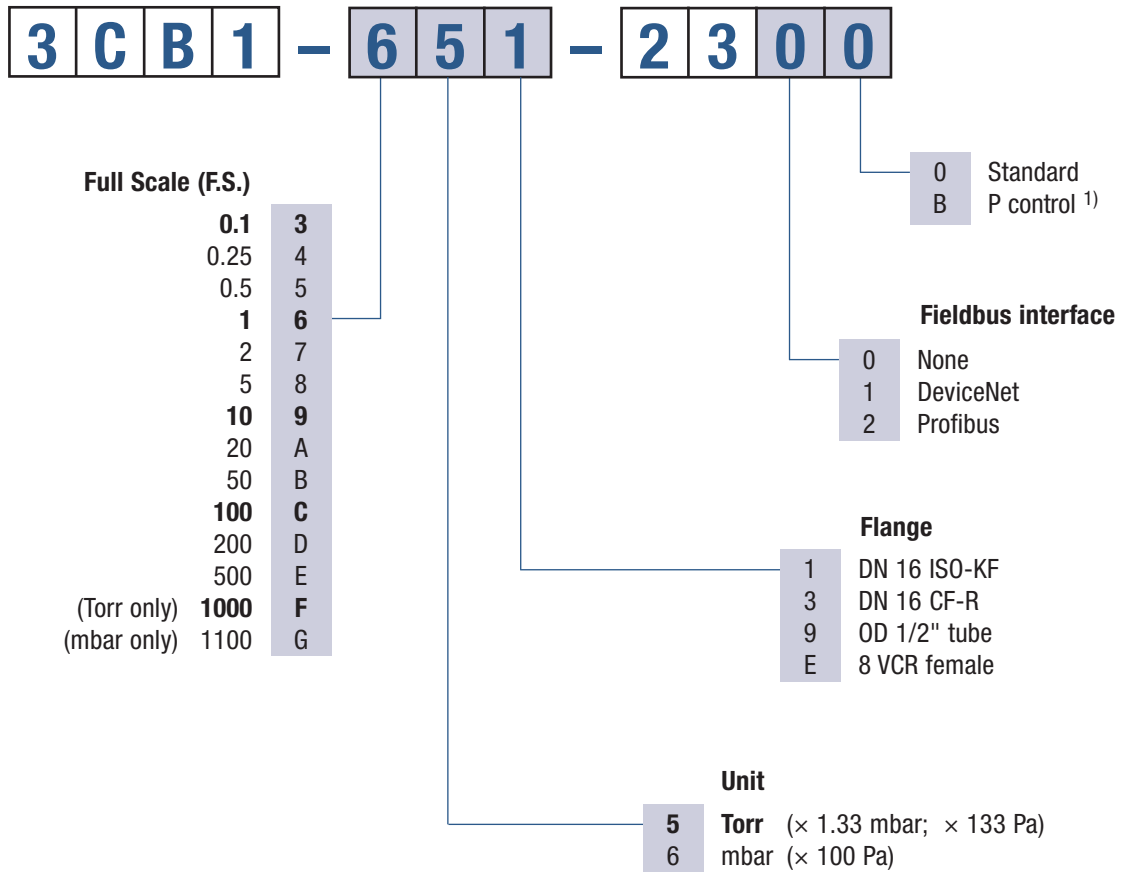 3 C B 1 – 6 5 1 – 2 3 0 0
0 Standard
B P control 1)
Full Scale (F.S.)
0.1 3
0.25 4
0.5 5
1 6
2 7
5 8
10 9
20 A
50 B
100 C
200 D
500 E
(Torr only) 1000 F
(mbar only) 1100 G
Fieldbus interface
0 None
1 DeviceNet
2 Profibus
Flange
1 DN 16 ISO-KF
3 DN 16 CF-R
9 OD 1/2" tube
E 8 VCR female
Unit
5 Torr (× 1.33 mbar; × 133 Pa)
6 mbar (× 100 Pa)